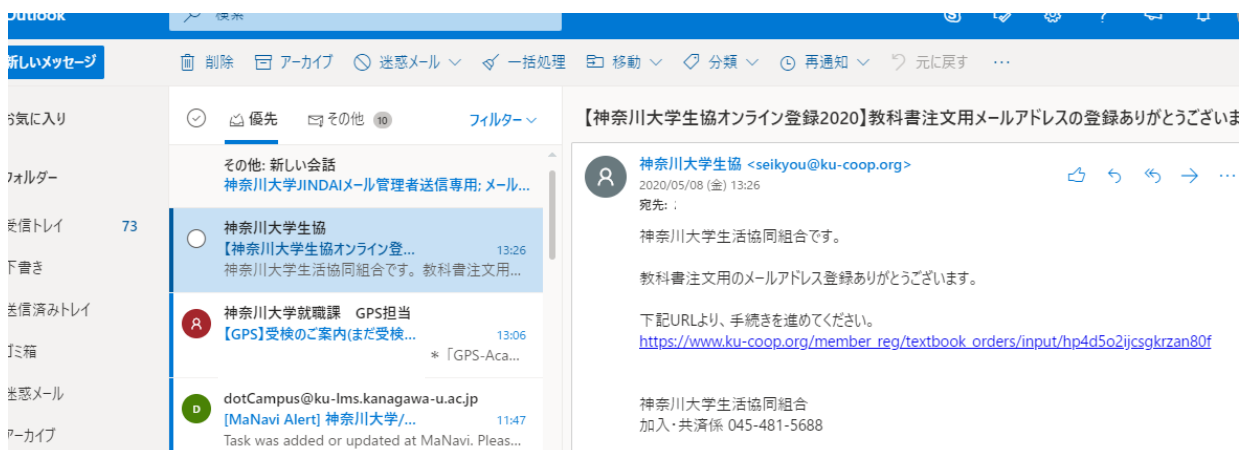 Outlook
検索
新しいメッセージ
削除 アーカイブ 迷惑メール 一括処理 移動 分類 再通知 元に戻す …
お気に入り
フォルダー
受信トレイ 73
下書き
送信済みトレイ
ゴミ箱
迷惑メール
アーカイブ
優先 その他 10 フィルター
その他: 新しい会話
神奈川大学JINDAIメール管理者送信専用; メール...
神奈川大学生協
【神奈川大学生協オンライン登... 13:26
神奈川大学生活協同組合です。教科書注文用...
神奈川大学就職課 GPS担当
【GPS】受検のご案内(まだ受検... 13:06
＊「GPS-Aca...
D
dotCampus@ku-lms.kanagawa-u.ac.jp
[MaNavi Alert] 神奈川大学/... 11:47
Task was added or updated at MaNavi. Pleas...
【神奈川大学生協オンライン登録2020】教科書注文用メールアドレスの登録ありがとうございま
神奈川大学生協 <seikyou@ku-coop.org>
2020/05/08 (金) 13:26
宛先: ;
神奈川大学生活協同組合です。
教科書注文用のメールアドレス登録ありがとうございます。
下記URLより、手続きを進めてください。
https://www.ku-coop.org/member_reg/textbook_orders/input/hp4d5o2ijcsgkrzan80f
神奈川大学生活協同組合
加入・共済係 045-481-5688